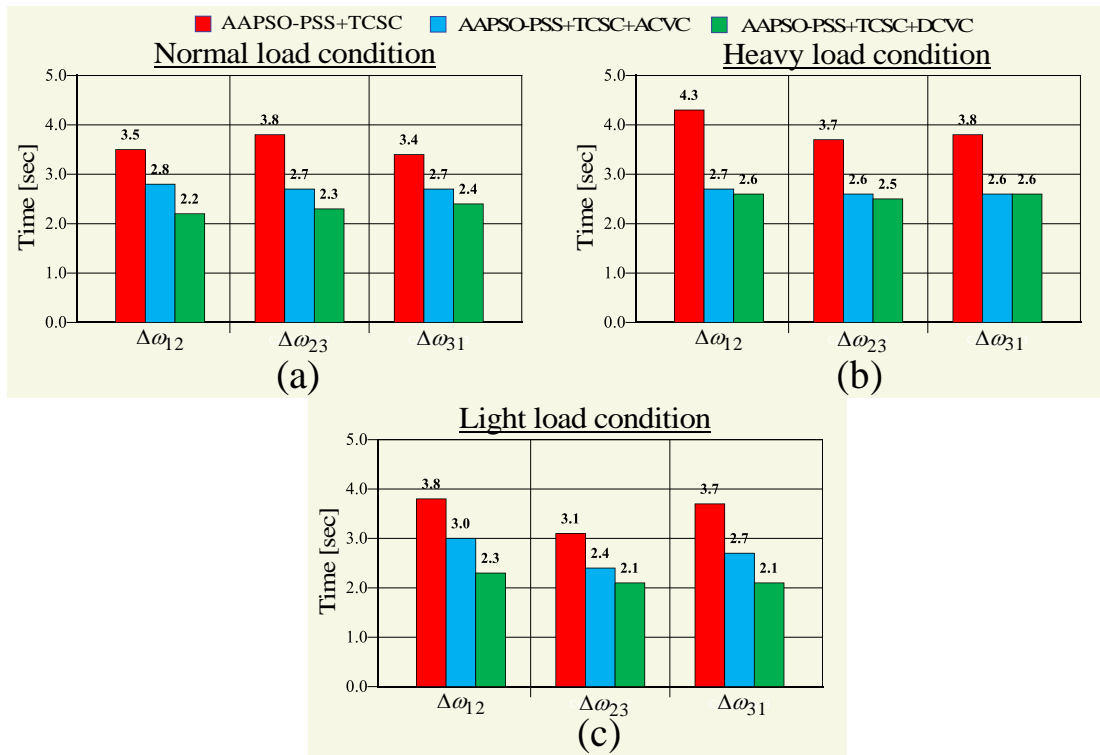 AAPSO-PSS+TCSC AAPSO-PSS+TCSC+ACVC AAPSO-PSS+TCSC+DCVC
Normal load condition
Time [sec]
5.0
4.0
3.0
2.0
1.0
0.0
3.5 2.8 2.2 3.8 2.7 2.3 3.4 2.7 2.4
Δω12 Δω23 Δω31
(a)
Heavy load condition
Time [sec]
5.0
4.0
3.0
2.0
1.0
0.0
4.3 2.7 2.6 3.7 2.6 2.5 3.8 2.6 2.6
Δω12 Δω23 Δω31
(b)
Light load condition
Time [sec]
5.0
4.0
3.0
2.0
1.0
0.0
3.8 3.0 2.3 3.1 2.4 2.1 3.7 2.7 2.1
Δω12 Δω23 Δω31
(c)